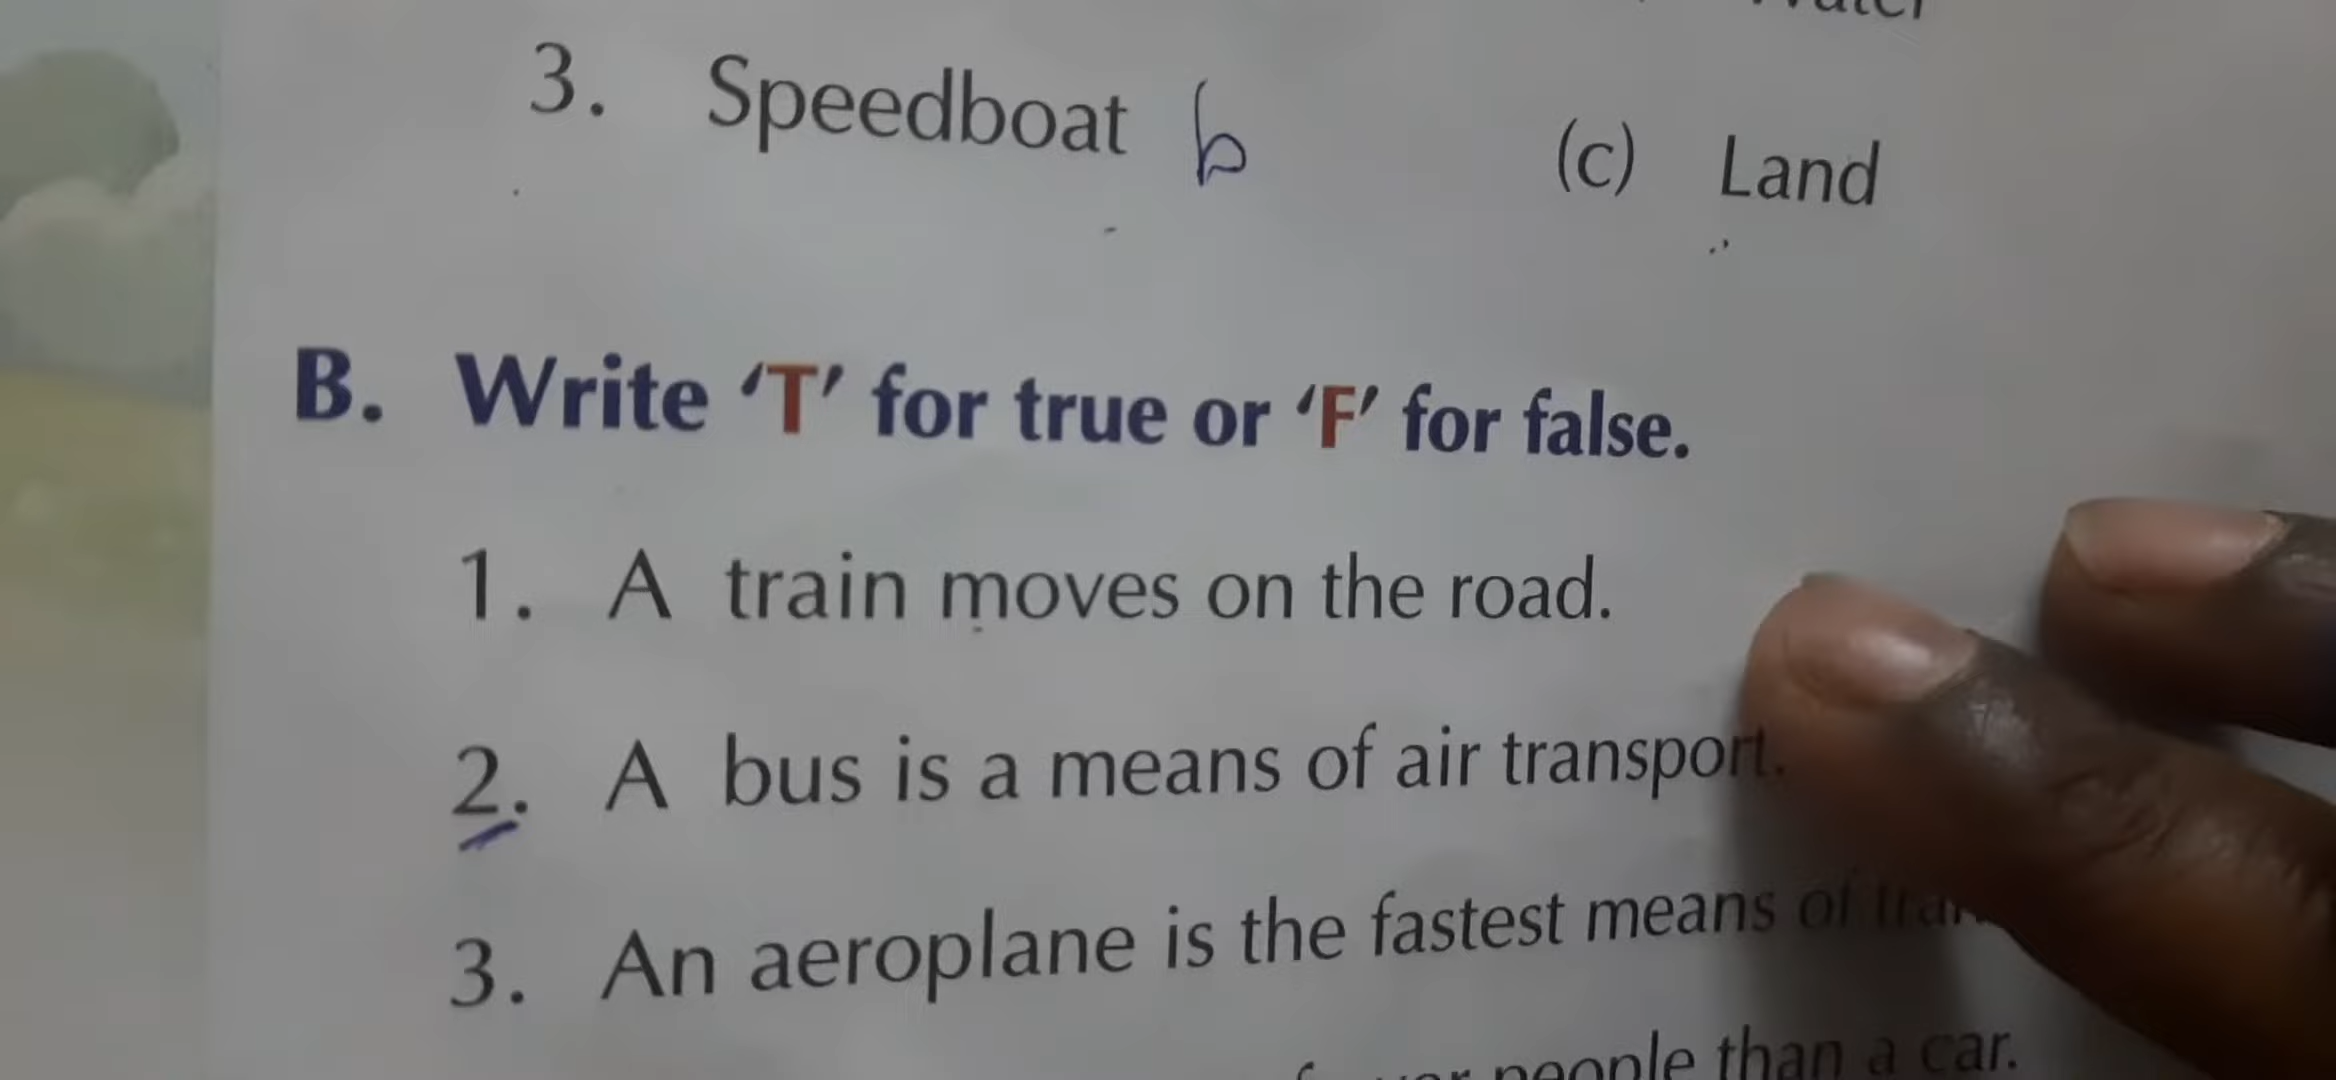 3. Speedboat b
(c) Land
B. Write ‘T’ for true or ‘F’ for false.
1. A train moves on the road.
2. A bus is a means of air transport.
3. An aeroplane is the fastest means of
people than a car.